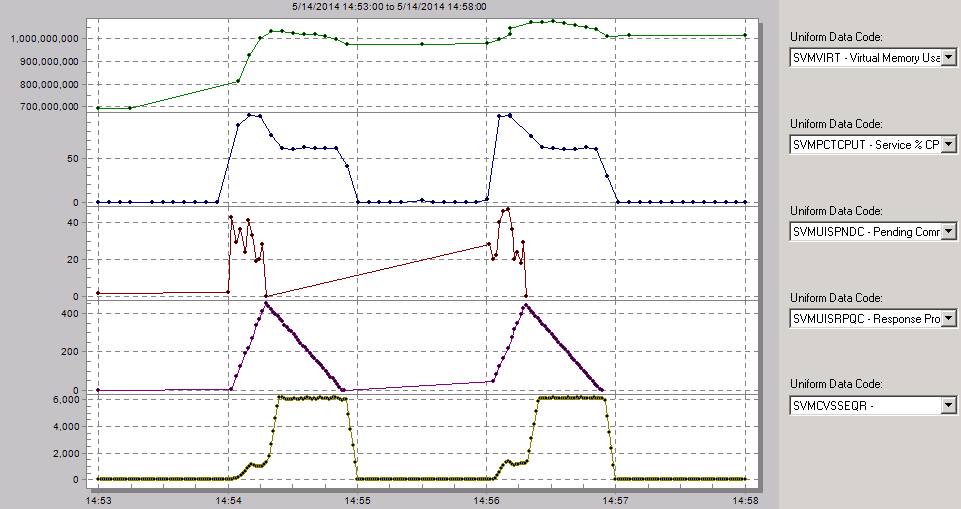 5/14/2014 14:53:00 to 5/14/2014 14:58:00
1,000,000,000
900,000,000
800,000,000
700,000,000
50
0
40
20
0
400
200
0
6,000
4,000
2,000
0
14:53 14:54 14:55 14:56 14:57 14:58
Uniform Data Code:
SVMVIRT - Virtual Memory Usa
Uniform Data Code:
SVMPCTCPUT - Service % CP
Uniform Data Code:
SVMUISPNDC - Pending Comm
Uniform Data Code:
SVMUISRPQC - Response Pro
Uniform Data Code:
SVMCVSSEQR -